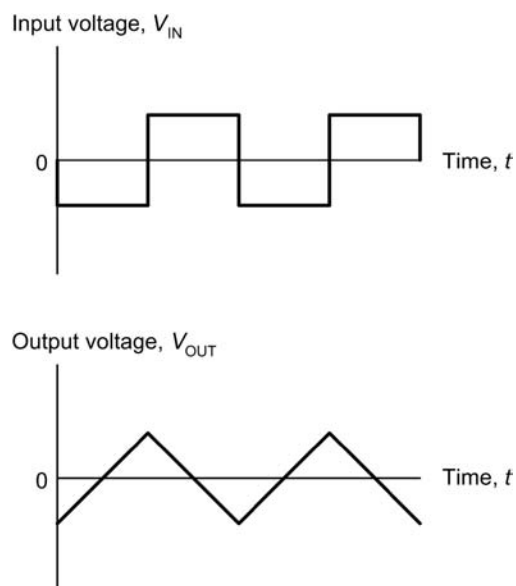 Input voltage, V_IN
0
Time, t
Output voltage, V_OUT
0
Time, t